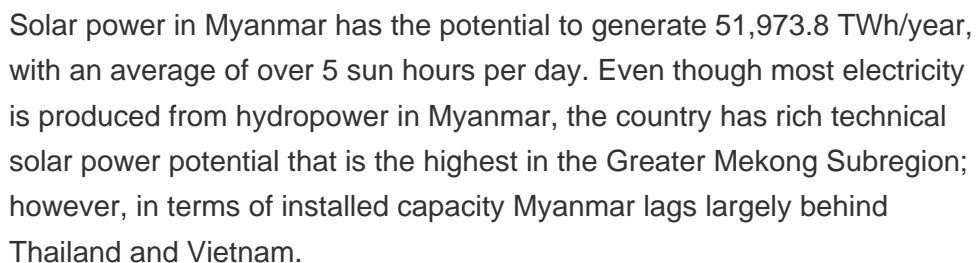 Solar power in Myanmar has the potential to generate 51,973.8 TWh/year,
with an average of over 5 sun hours per day. Even though most electricity
is produced from hydropower in Myanmar, the country has rich technical
solar power potential that is the highest in the Greater Mekong Subregion;
however, in terms of installed capacity Myanmar lags largely behind
Thailand and Vietnam.